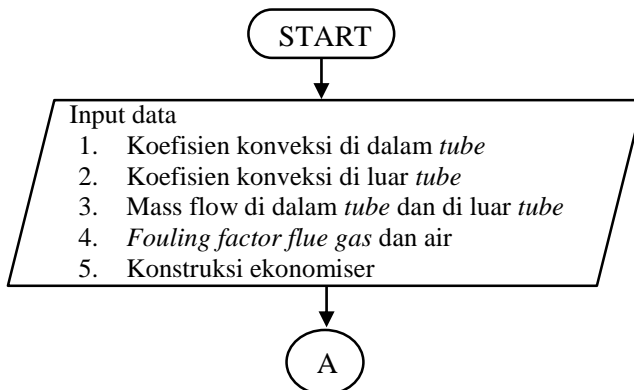 START
Input data
1. Koefisien konveksi di dalam tube
2. Koefisien konveksi di luar tube
3. Mass flow di dalam tube dan di luar tube
4. Fouling factor flue gas dan air
5. Konstruksi ekonomiser
A